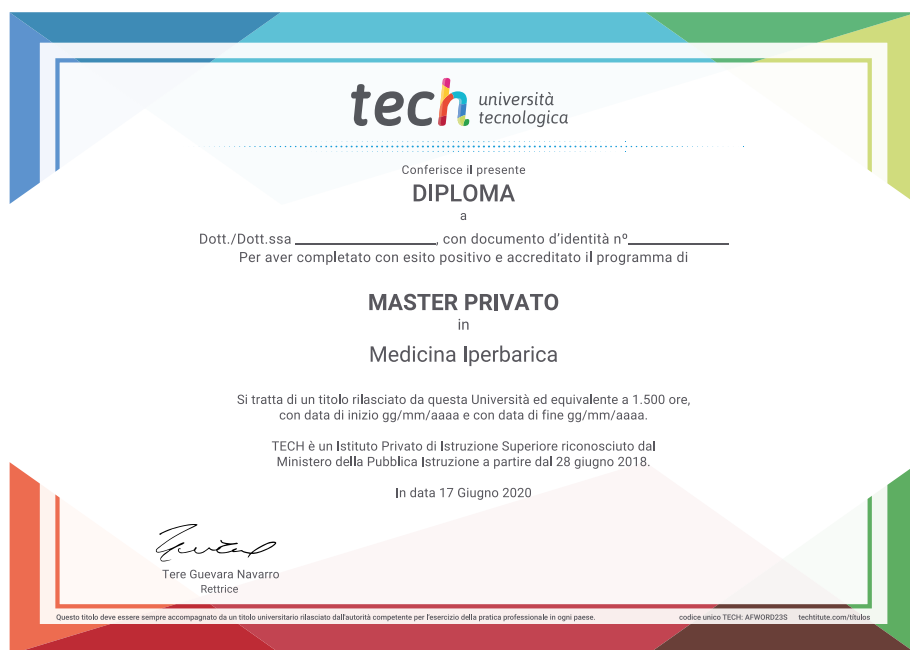 tech università
tecnologica
Conferisce il presente
DIPLOMA
a
Dott./Dott.ssa _________________, con documento d'identità nº____________
Per aver completato con esito positivo e accreditato il programma di
MASTER PRIVATO
in
Medicina Iperbarica
Si tratta di un titolo rilasciato da questa Università ed equivalente a 1.500 ore,
con data di inizio gg/mm/aaaa e con data di fine gg/mm/aaaa.
TECH è un Istituto Privato di Istruzione Superiore riconosciuto dal
Ministero della Pubblica Istruzione a partire dal 28 giugno 2018.
In data 17 Giugno 2020
Tere Guevara Navarro
Rettrice
Questo titolo deve essere sempre accompagnato da un titolo universitario rilasciato dall'autorità competente per l'esercizio della pratica professionale in ogni paese. codice unico TECH: AFWORD23S techtitute.com/titulos